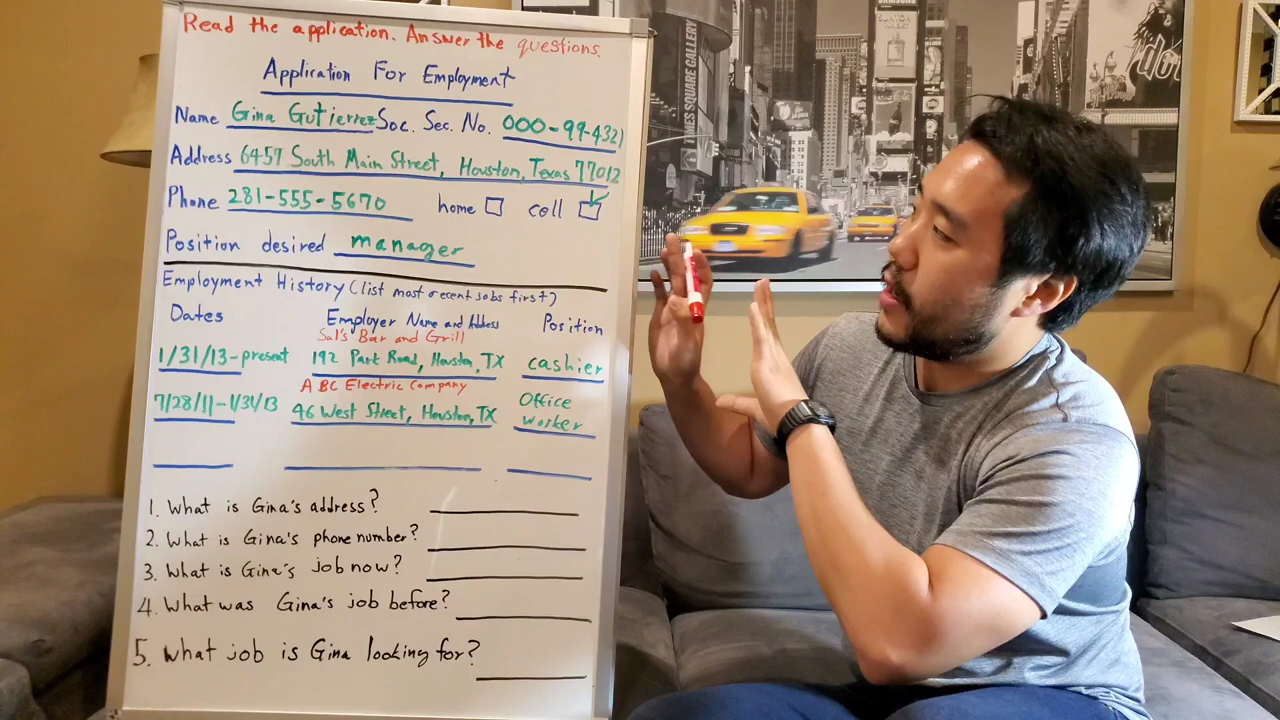 Read the application. Answer the questions.
Application For Employment
Name Gina Gutierrez Soc. Sec. No. 000-99-4321
Address 6457 South Main Street, Houston, Texas 77012
Phone 281-555-5670 home cell
Position desired manager
Employment History (list most recent jobs first)
Dates Employer Name and Address Position
Sal's Bar and Grill
1/31/13-present 192 Park Road, Houston, TX cashier
ABC Electric Company
7/28/11-1/31/13 46 West Street, Houston, TX Office worker
1. What is Gina's address?
2. What is Gina's phone number?
3. What is Gina's job now?
4. What was Gina's job before?
5. What job is Gina looking for?
TIMES SQUARE GALLERY
SAMSUNG